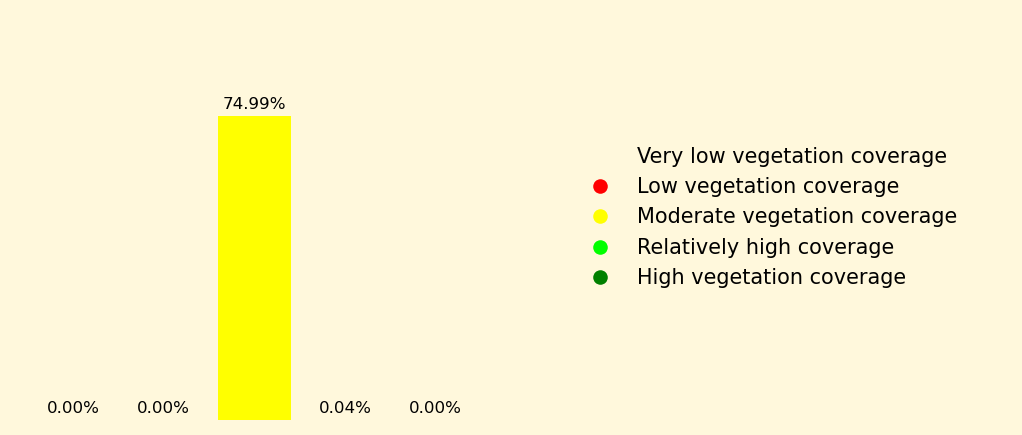 74.99%
0.00%
0.00%
0.04%
0.00%
Very low vegetation coverage
Low vegetation coverage
Moderate vegetation coverage
Relatively high coverage
High vegetation coverage